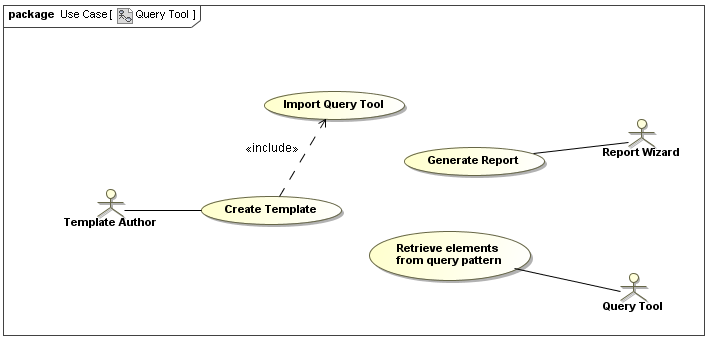 package Use Case [ Query Tool ]
Import Query Tool
«include»
Generate Report
Report Wizard
Template Author
Create Template
Retrieve elements
from query pattern
Query Tool